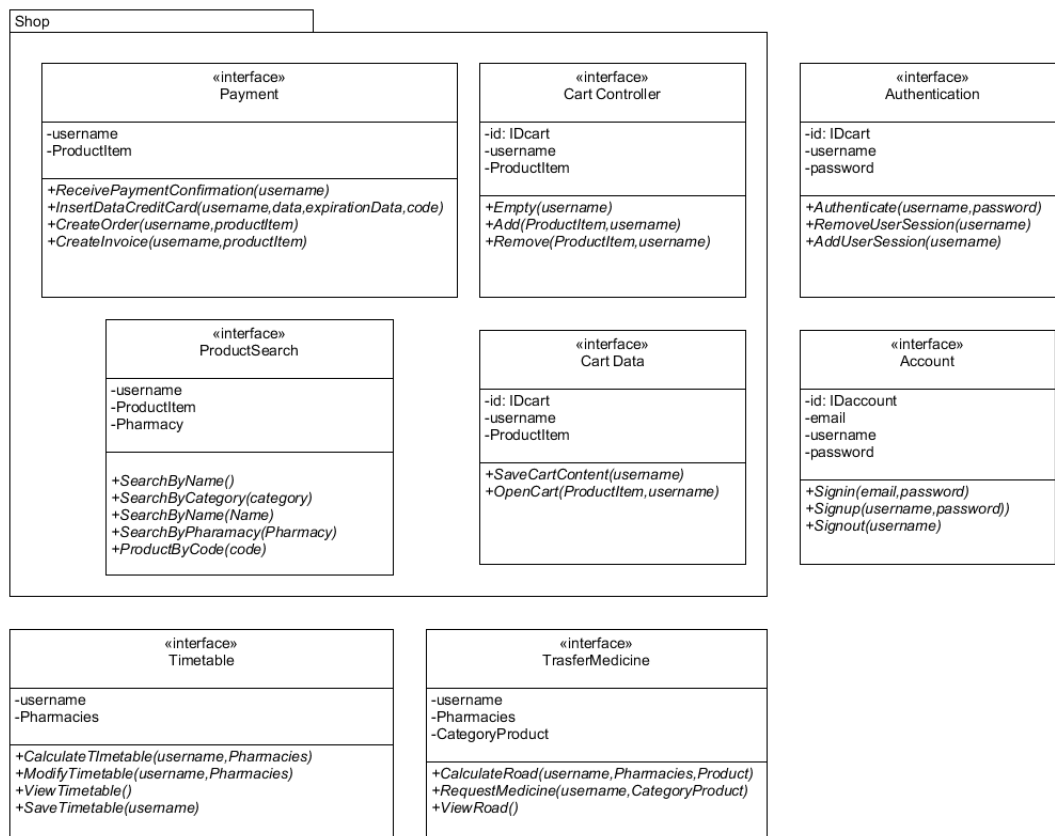 Shop
«interface»
Payment
-username
-ProductItem
+ReceivePaymentConfirmation(username)
+InsertDataCreditCard(username,data,expirationData,code)
+CreateOrder(username,productItem)
+CreateInvoice(username,productItem)
«interface»
Cart Controller
-id: IDcart
-username
-ProductItem
+Empty(username)
+Add(ProductItem,username)
+Remove(ProductItem,username)
«interface»
Authentication
-id: IDcart
-username
-password
+Authenticate(username,password)
+RemoveUserSession(username)
+AddUserSession(username)
«interface»
ProductSearch
-username
-ProductItem
-Pharmacy
+SearchByName()
+SearchByCategory(category)
+SearchByName(Name)
+SearchByPharamacy(Pharmacy)
+ProductByCode(code)
«interface»
Cart Data
-id: IDcart
-username
-ProductItem
+SaveCartContent(username)
+OpenCart(ProductItem,username)
«interface»
Account
-id: IDaccount
-email
-username
-password
+Signin(email,password)
+Signup(username,password))
+Signout(username)
«interface»
Timetable
-username
-Pharmacies
+CalculateTImetable(username,Pharmacies)
+ModifyTimetable(username,Pharmacies)
+ViewTimetable()
+SaveTimetable(username)
«interface»
TrasferMedicine
-username
-Pharmacies
-CategoryProduct
+CalculateRoad(username,Pharmacies,Product)
+RequestMedicine(username,CategoryProduct)
+ViewRoad()